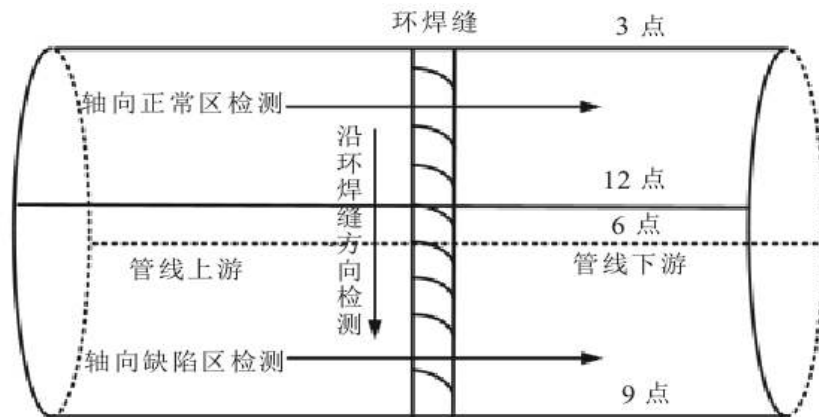 环焊缝
3 点
轴向正常区检测
沿环焊缝方向检测
12 点
6 点
管线上游
管线下游
轴向缺陷区检测
9 点